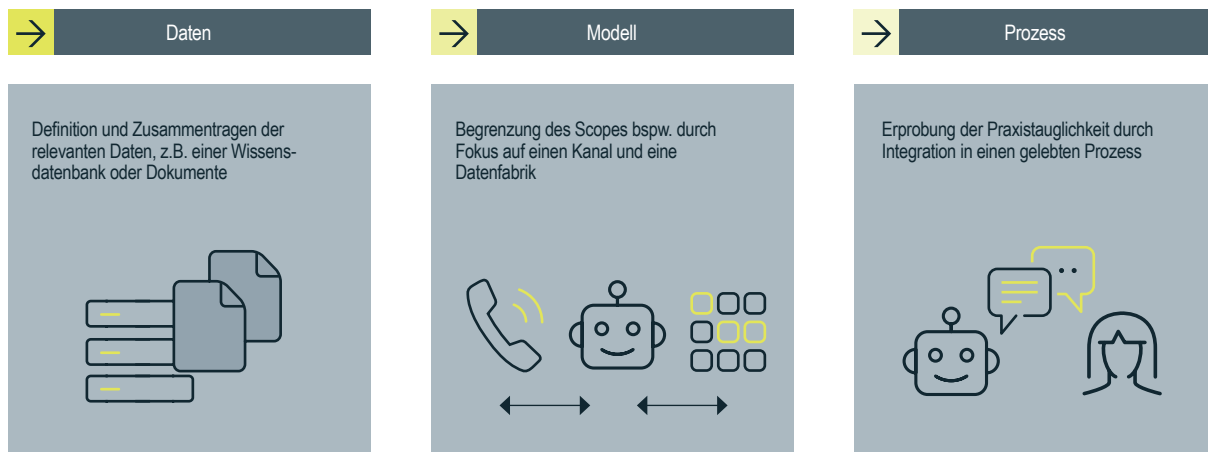 Daten
Definition und Zusammentragen der
relevanten Daten, z.B. einer Wissens-
datenbank oder Dokumente
Modell
Begrenzung des Scopes bspw. durch
Fokus auf einen Kanal und eine
Datenfabrik
Prozess
Erprobung der Praxistauglichkeit durch
Integration in einen gelebten Prozess